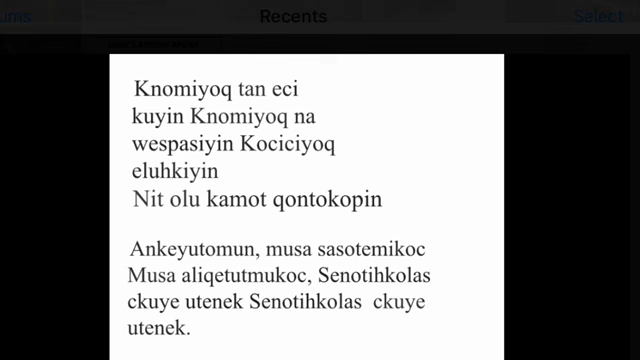 Recents
Select
Knomiyoq tan eci
kuyin Knomiyoq na
wespasiyin Kociciyoq
eluhkiyin
Nit olu kamot qontokopin
Ankeyutomun, musa sasotemikoc
Musa aliqetutmukoc, Senotihkolas
ckuye utenek Senotihkolas ckuye
utenek.